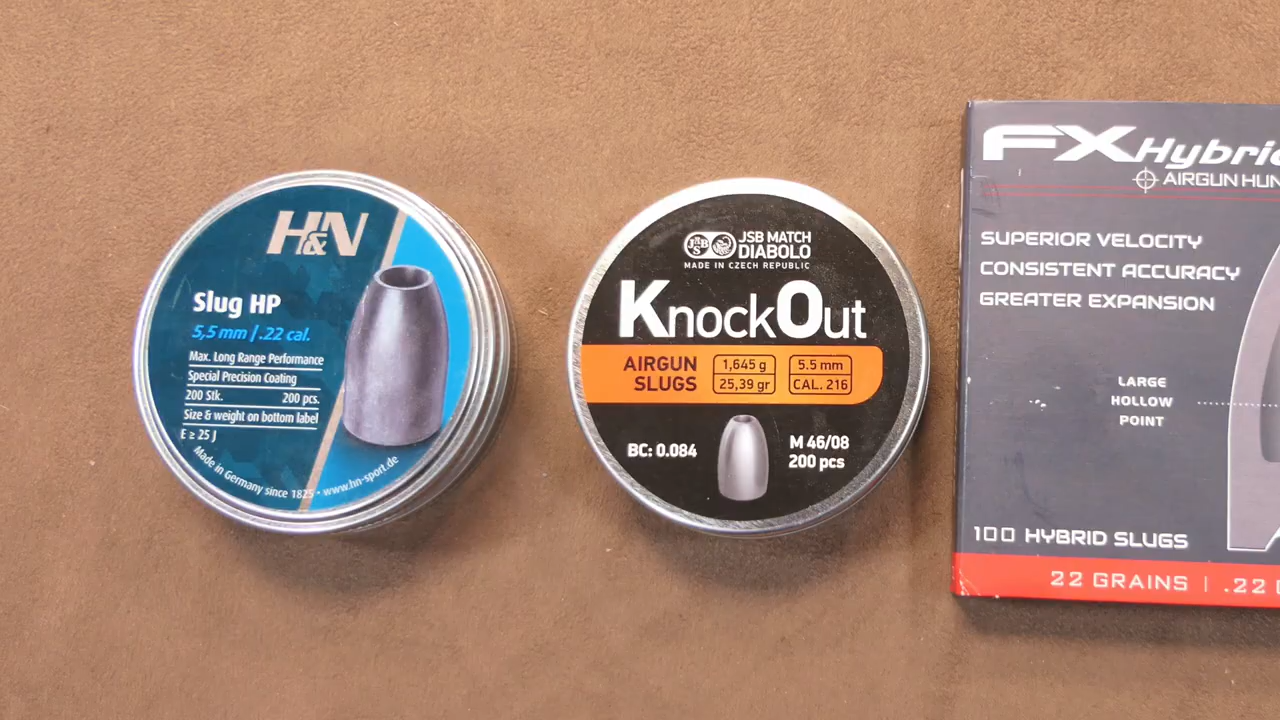 H&N
Slug HP
5,5 mm / .22 cal.
Max. Long Range Performance
Special Precision Coating
200 Stk. 200 pcs.
Size & weight on bottom label
E ≥ 25 J
Made in Germany since 1825 • www.hn-sport.de
JSB
JSB MATCH
DIABOLO
MADE IN CZECH REPUBLIC
KnockOut
AIRGUN
SLUGS
1,645 g
25,39 gr
5.5 mm
CAL. 216
BC: 0.084
M 46/08
200 pcs
FX Hybri
AIRGUN HUN
SUPERIOR VELOCITY
CONSISTENT ACCURACY
GREATER EXPANSION
LARGE
HOLLOW
POINT
100 HYBRID SLUGS
22 GRAINS | .22